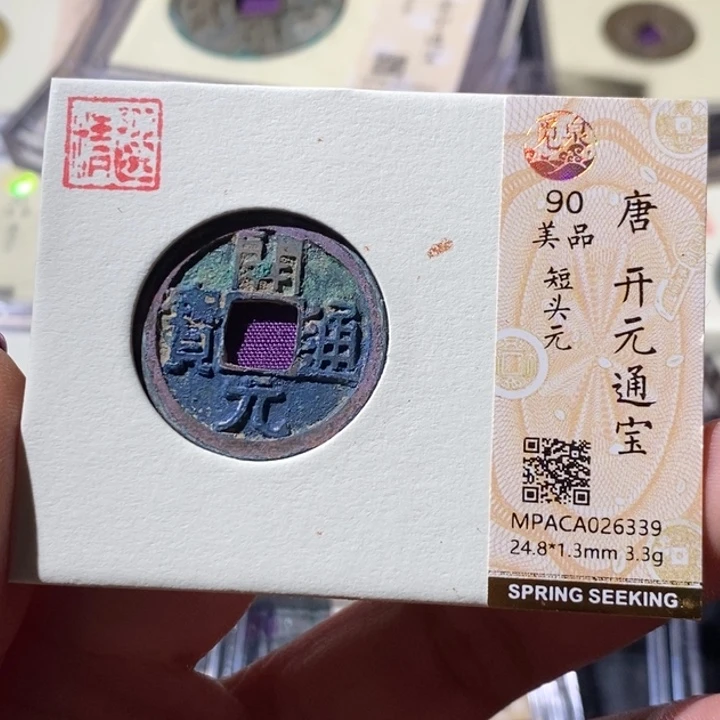 開
通
元
寳
觅泉
90
美品
短头元
唐 开元通宝
MPACA026339
24.8*1.3mm 3.3g
SPRING SEEKING